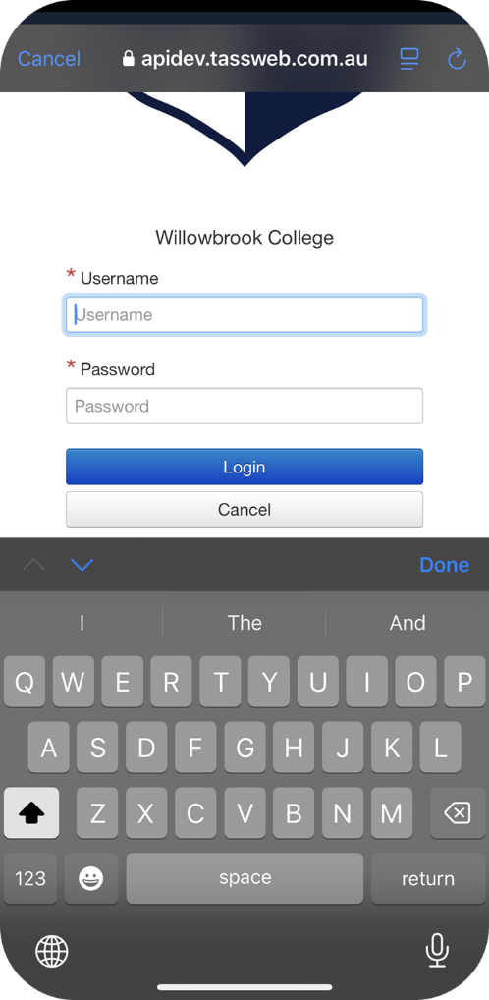 Cancel apidev.tassweb.com.au
Willowbrook College
* Username
Username
* Password
Password
Login
Cancel
Done
I The And
Q W E R T Y U I O P
A S D F G H J K L
Z X C V B N M
123 space return